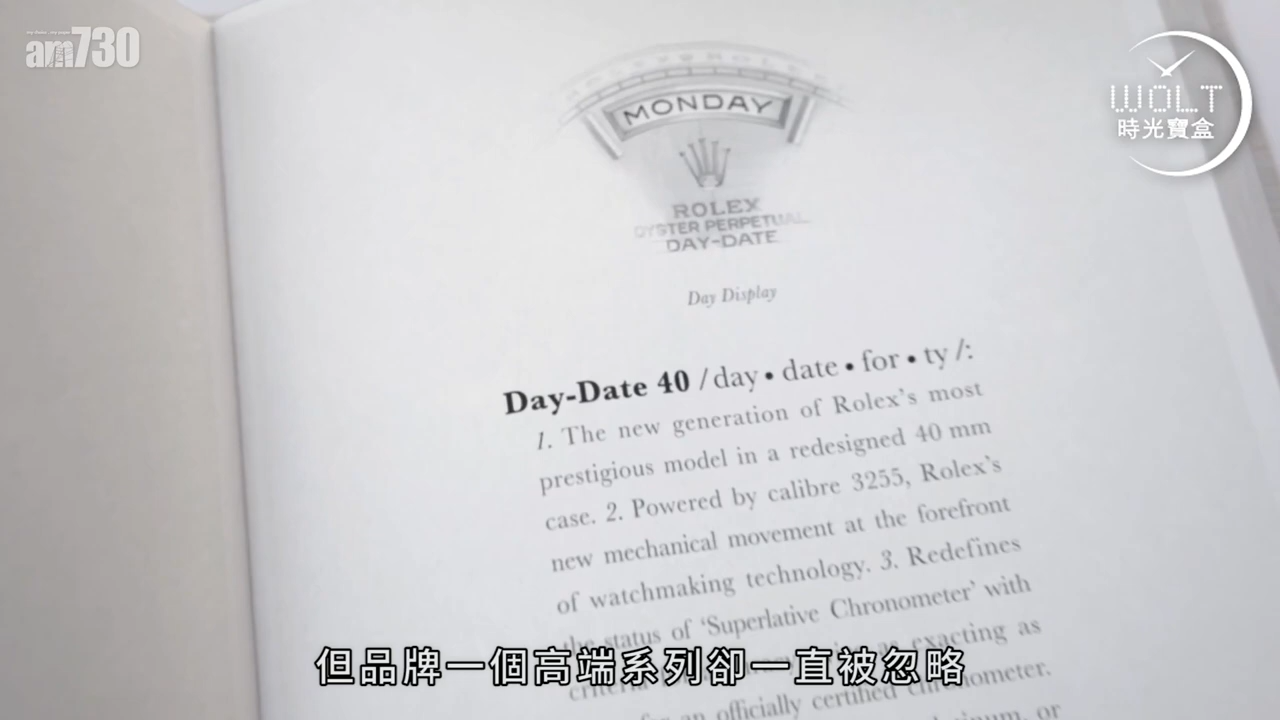 am730
WOLT
時光寶盒
MONDAY
ROLEX
OYSTER PERPETUAL
DAY-DATE
Day Display
Day-Date 40 /day • date • for • ty /:
1. The new generation of Rolex's most
prestigious model in a redesigned 40 mm
case. 2. Powered by calibre 3255, Rolex's
new mechanical movement at the forefront
of watchmaking technology. 3. Redefines
the status of 'Superlative Chronometer' with
as exacting as
an officially certified chronometer.
or
但品牌一個高端系列卻一直被忽略